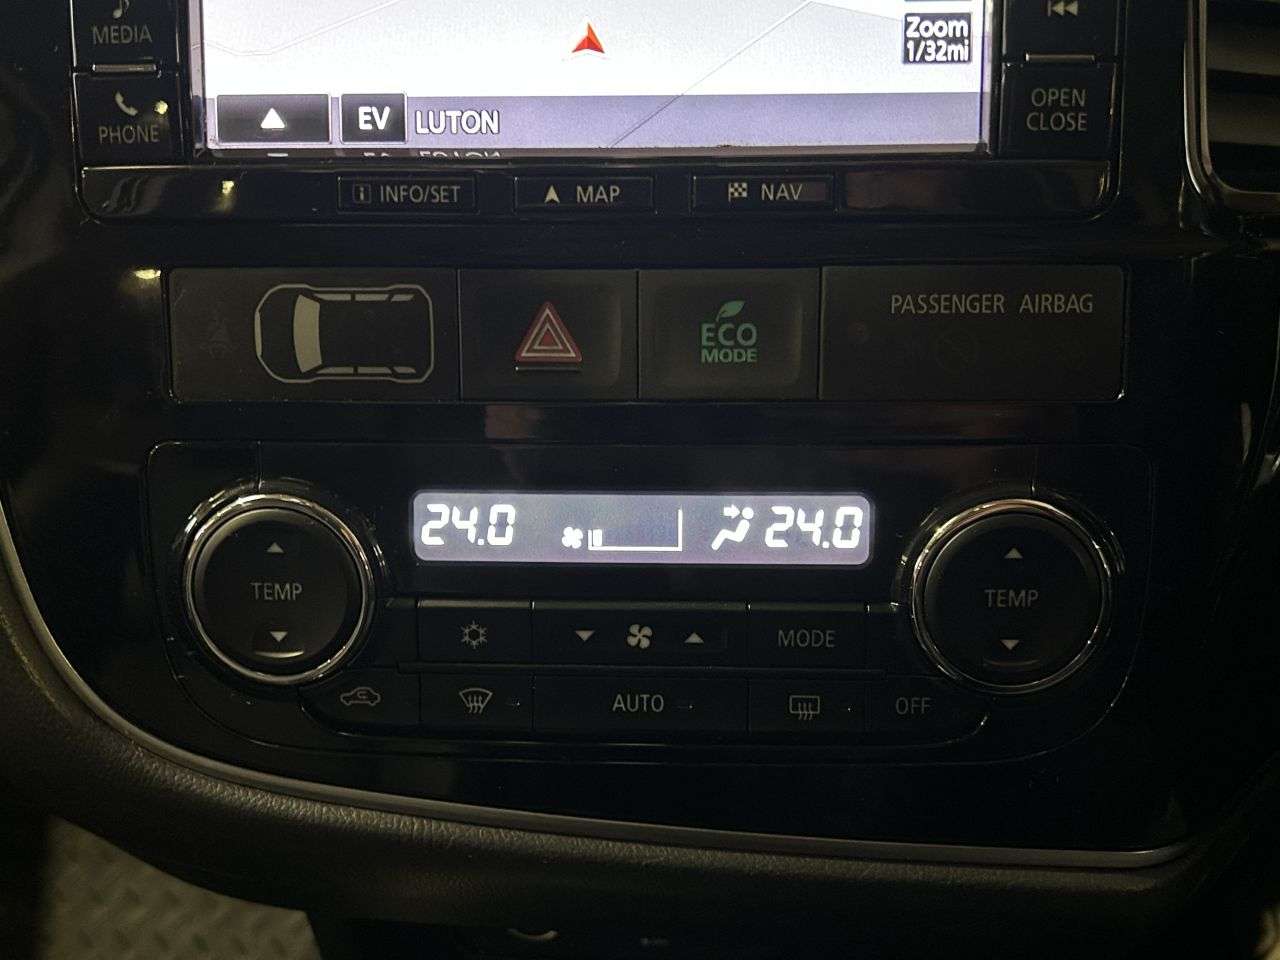 MEDIA
PHONE
Zoom
1/32mi
EV LUTON
OPEN
CLOSE
i INFO/SET
MAP
NAV
ECO
MODE
PASSENGER AIRBAG
24.0
24.0
TEMP
TEMP
MODE
AUTO
OFF